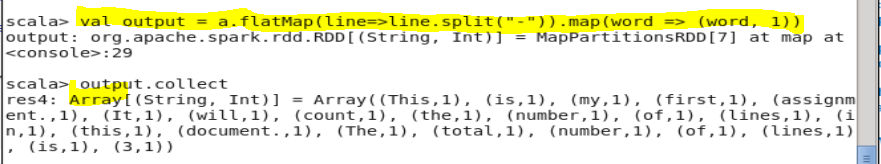 scala> val output = a.flatMap(line=>line.split("-")).map(word => (word, 1))
output: org.apache.spark.rdd.RDD[(String, Int)] = MapPartitionsRDD[7] at map at
<console>:29
scala> output.collect
res4: Array[(String, Int)] = Array((This,1), (is,1), (my,1), (first,1), (assignm
ent.,1), (It,1), (will,1), (count,1), (the,1), (number,1), (of,1), (lines,1), (i
n,1), (this,1), (document.,1), (The,1), (total,1), (number,1), (of,1), (lines,1)
, (is,1), (3,1))